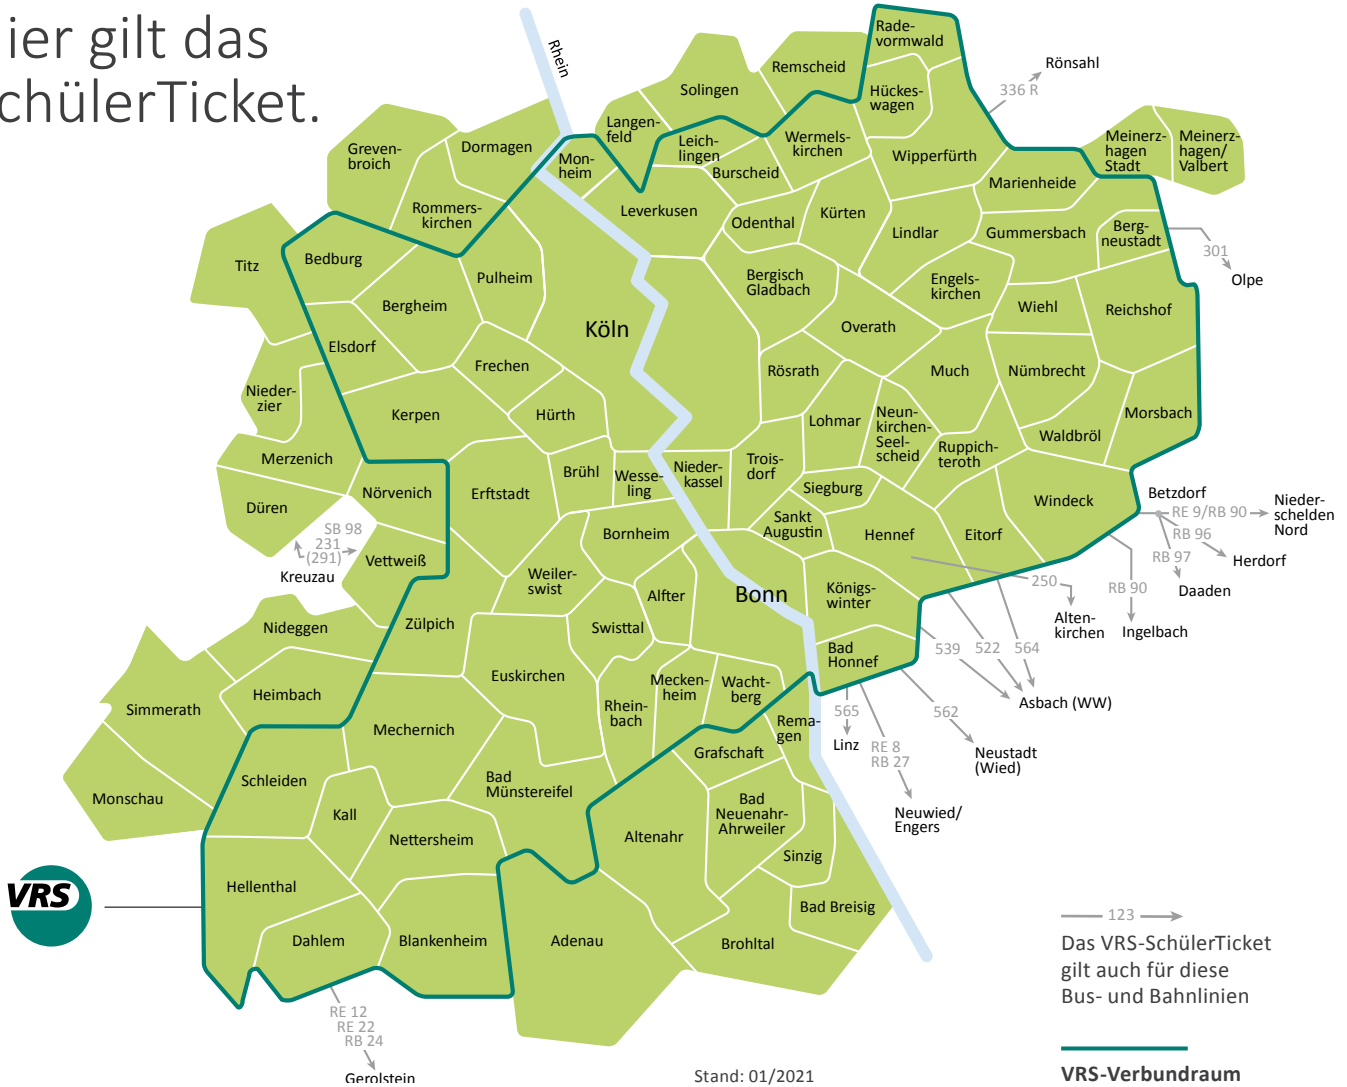 ier gilt das
chülerTicket.
Rhein
Rade-
vormwald
Rönsahl
336 R
Remscheid
Solingen
Hückes-
wagen
Langen-
feld
Leich-
lingen
Wermels-
kirchen
Meinerz-
hagen
Stadt
Meinerz-
hagen/
Valbert
Greven-
broich
Dormagen
Mon-
heim
Burscheid
Wipperfürth
Marienheide
Rommers-
kirchen
Leverkusen
Odenthal
Kürten
Lindlar
Gummersbach
Berg-
neustadt
301
Olpe
Titz
Bedburg
Pulheim
Bergheim
Bergisch
Gladbach
Engels-
kirchen
Wiehl
Reichshof
Köln
Overath
Elsdorf
Frechen
Rösrath
Much
Nümbrecht
Nieder-
zier
Kerpen
Hürth
Lohmar
Neun-
kirchen-
Seel-
scheid
Morsbach
Waldbröl
Ruppich-
teroth
Merzenich
Nörvenich
Erftstadt
Brühl
Wesse-
ling
Nieder-
kassel
Trois-
dorf
Siegburg
Windeck
Düren
Betzdorf
RE 9/RB 90
Nieder-
schelden
Nord
RB 96
Herdorf
RB 97
Daaden
SB 98
231
(291)
Kreuzau
Vettweiß
Bornheim
Sankt
Augustin
Hennef
Eitorf
Weiler-
swist
Alfter
Bonn
Königs-
winter
250
Alten-
kirchen
RB 90
Ingelbach
Nideggen
Zülpich
Swisttal
Bad
Honnef
539
522
564
Asbach (WW)
Heimbach
Euskirchen
Rhein-
bach
Mecken-
heim
Wacht-
berg
Simmerath
Mechernich
Rema-
gen
565
Linz
562
Neustadt
(Wied)
RE 8
RB 27
Neuwied/
Engers
Grafschaft
Monschau
Schleiden
Kall
Bad
Münstereifel
Bad
Neuenahr-
Ahrweiler
Altenahr
Nettersheim
Sinzig
VRS
Hellenthal
Bad Breisig
Dahlem
Blankenheim
Adenau
Brohltal
RE 12
RE 22
RB 24
Gerolstein
123
Das VRS-SchülerTicket
gilt auch für diese
Bus- und Bahnlinien
VRS-Verbundraum
Stand: 01/2021